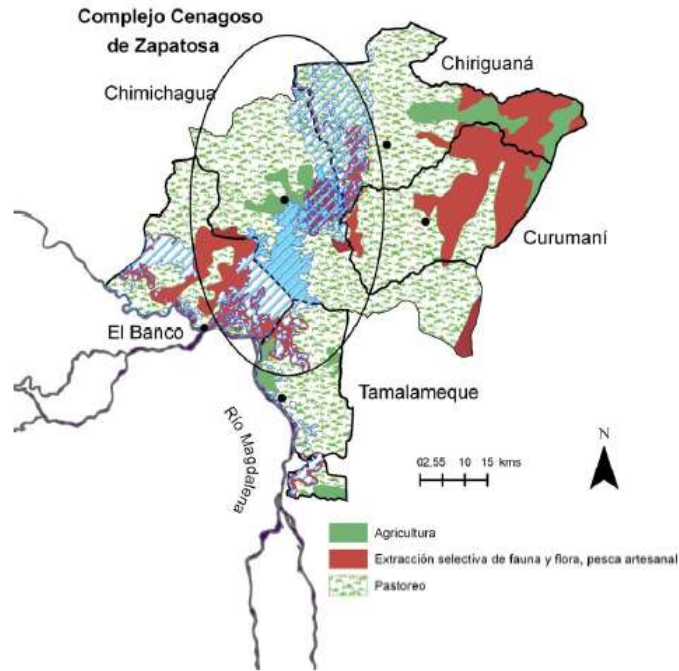 Complejo Cenagoso
de Zapatosa
Chiriguaná
Chimichagua
Curumaní
El Banco
Tamalameque
Río Magdalena
N
02,55 10 15 kms
Agricultura
Extracción selectiva de fauna y flora, pesca artesanal
Pastoreo